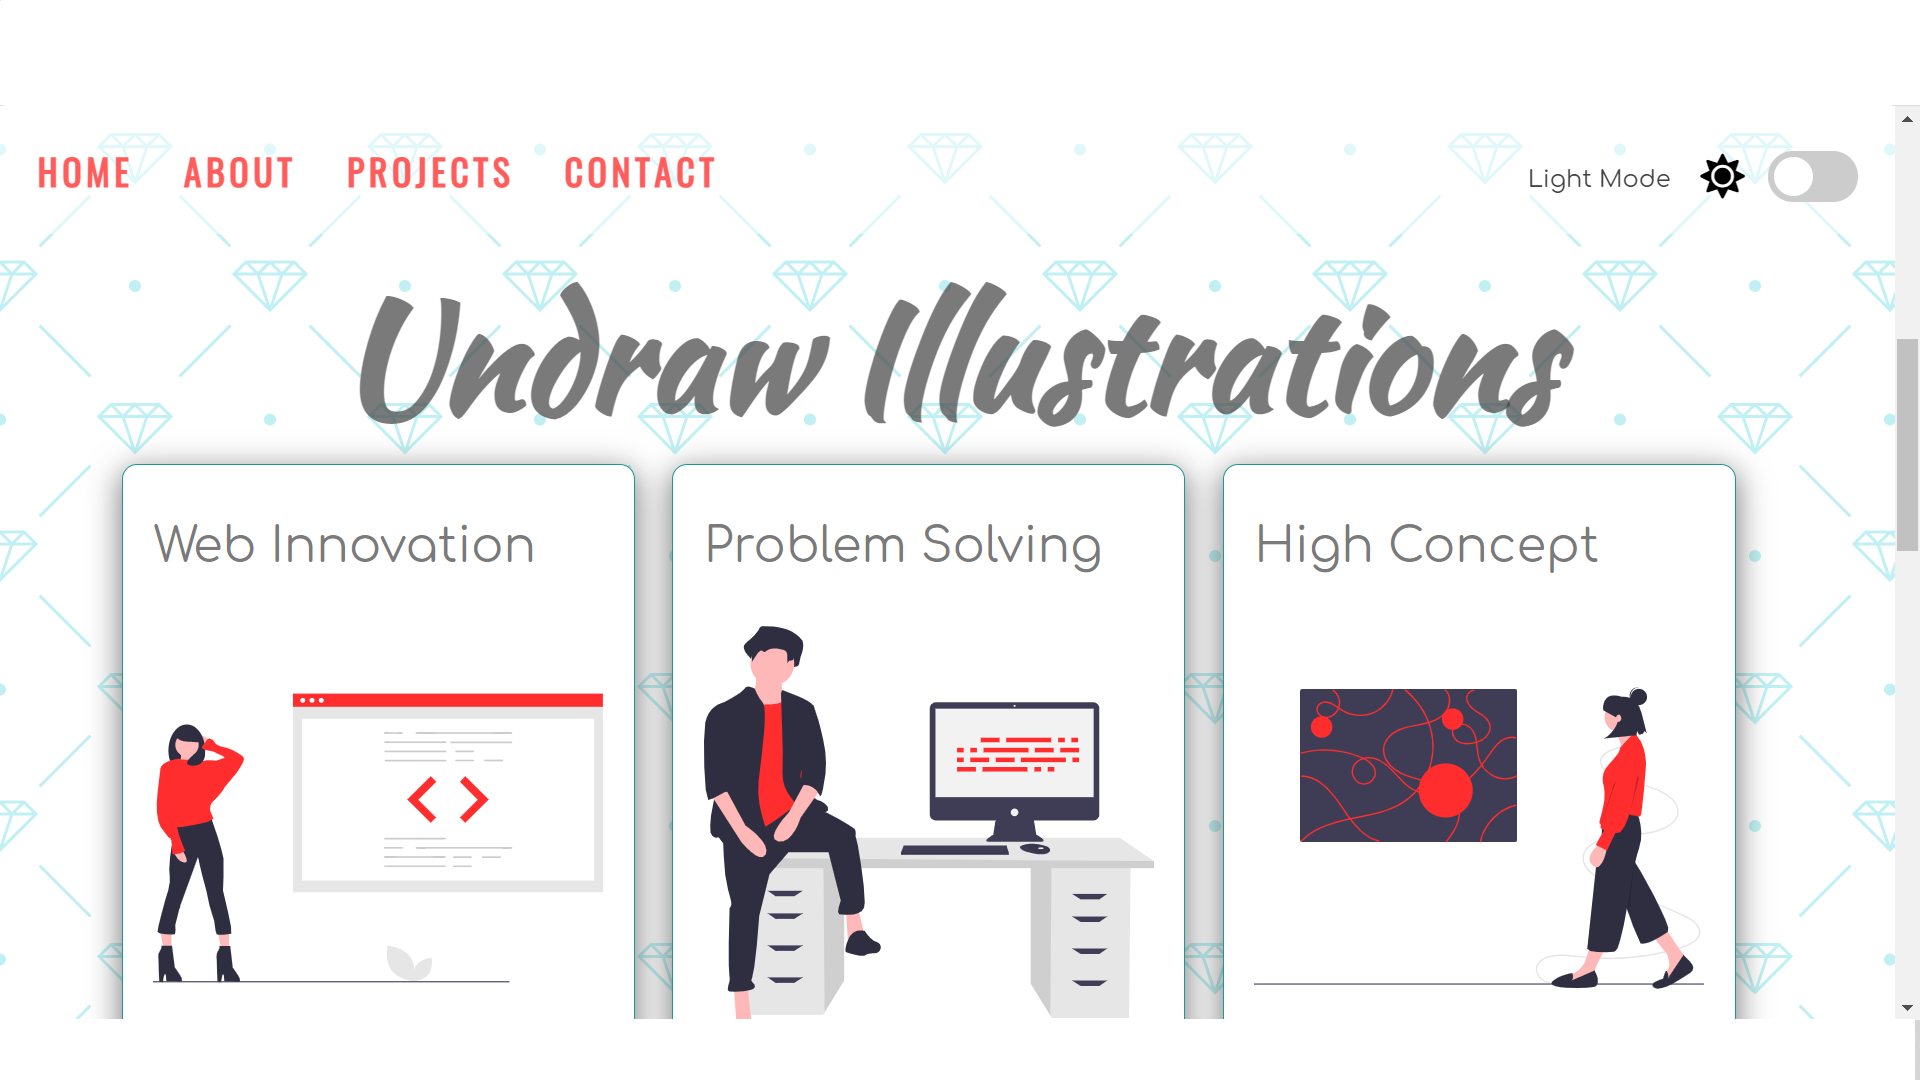 HOME ABOUT PROJECTS CONTACT Light Mode
Undraw Illustrations
Web Innovation
Problem Solving
High Concept